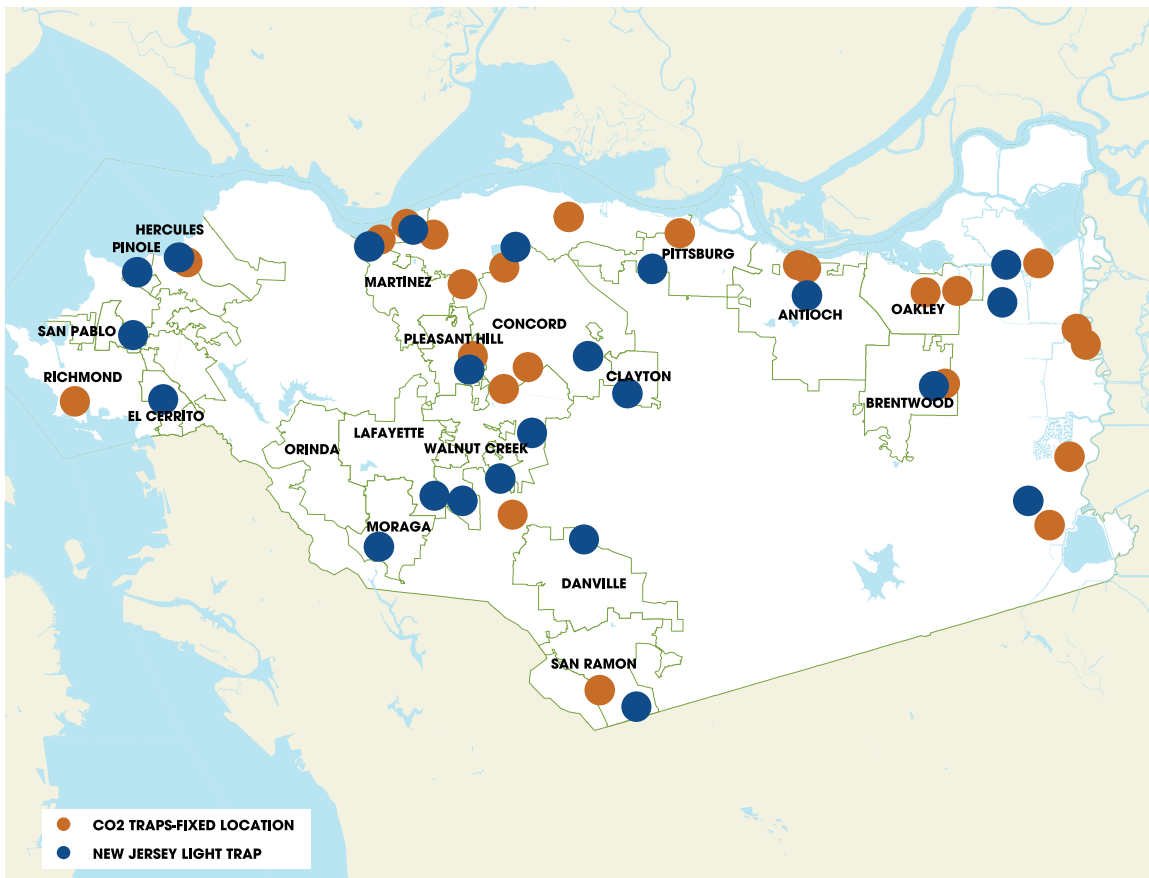 HERCULES
PINOLE
PITTSBURG
MARTINEZ
OAKLEY
ANTIOCH
CONCORD
SAN PABLO
PLEASANT HILL
RICHMOND
CLAYTON
BRENTWOOD
EL CERRITO
LAFAYETTE
ORINDA
WALNUT CREEK
MORAGA
DANVILLE
SAN RAMON
CO2 TRAPS-FIXED LOCATION
NEW JERSEY LIGHT TRAP